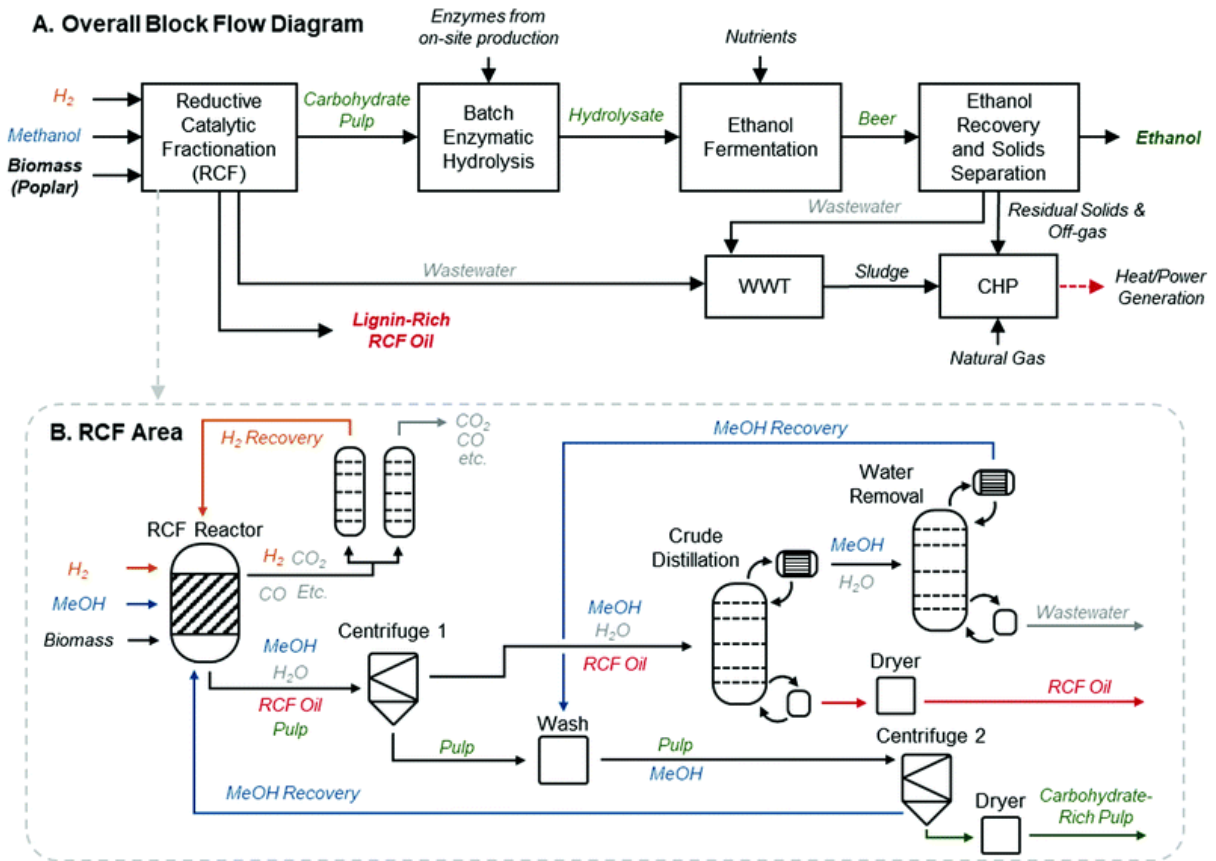 A. Overall Block Flow Diagram
Enzymes from
on-site production
Nutrients
H₂
Methanol
Biomass
(Poplar)
Reductive
Catalytic
Fractionation
(RCF)
Carbohydrate
Pulp
Batch
Enzymatic
Hydrolysis
Hydrolysate
Ethanol
Fermentation
Beer
Ethanol
Recovery
and Solids
Separation
Ethanol
Wastewater
Residual Solids &
Off-gas
Wastewater
WWT
Sludge
CHP
Heat/Power
Generation
Lignin-Rich
RCF Oil
Natural Gas
B. RCF Area
H₂ Recovery
CO₂
CO
etc.
MeOH Recovery
Water
Removal
RCF Reactor
H₂
MeOH
Biomass
H₂ CO₂
CO Etc.
Crude
Distillation
MeOH
H₂O
Wastewater
Centrifuge 1
MeOH
H₂O
RCF Oil
Pulp
MeOH
H₂O
RCF Oil
Dryer
RCF Oil
Pulp
Wash
Pulp
MeOH
Centrifuge 2
MeOH Recovery
Dryer
Carbohydrate-
Rich Pulp